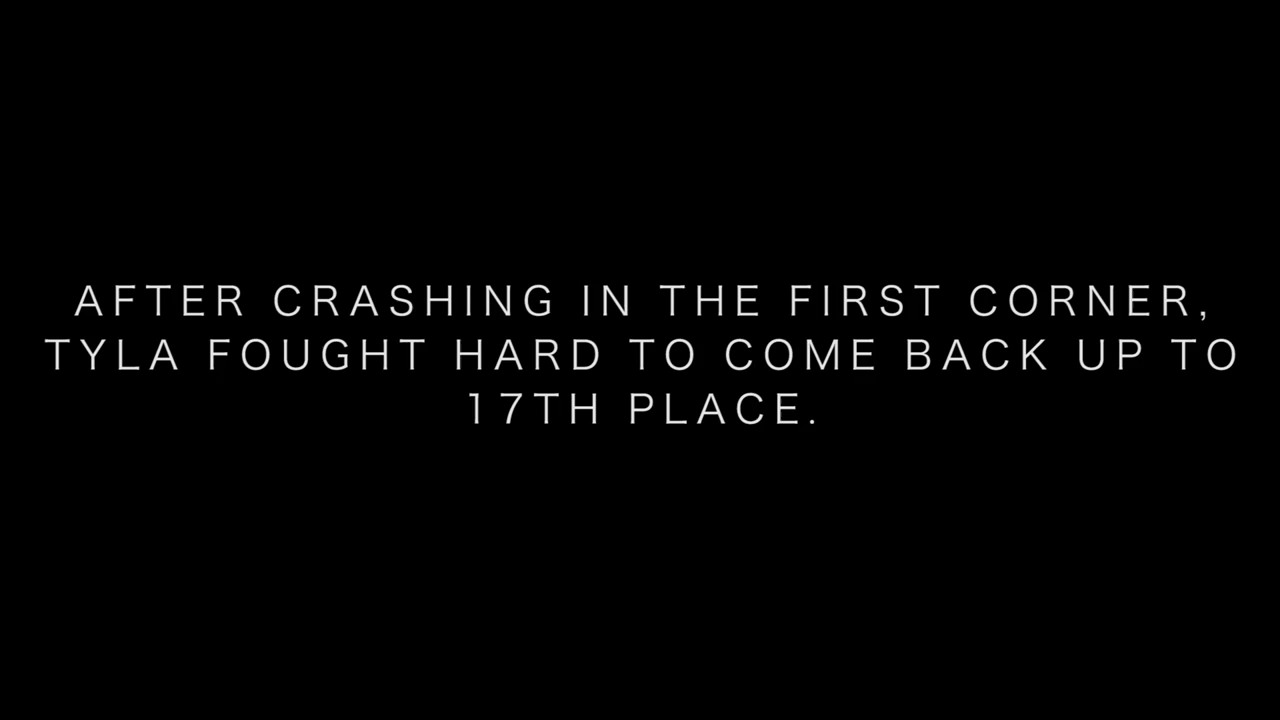 AFTER CRASHING IN THE FIRST CORNER,
TYLA FOUGHT HARD TO COME BACK UP TO
17TH PLACE.